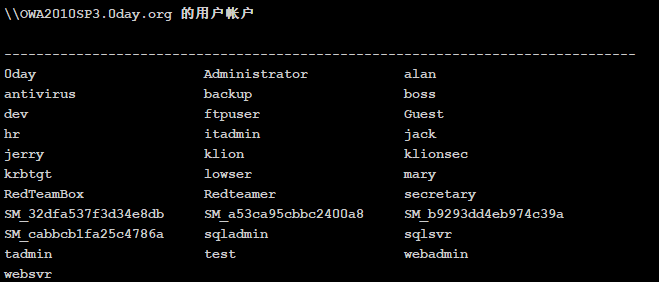 \\OWA2010SP3.0day.org 的用户帐户
-------------------------------------------------------------------------------
0day                     Administrator            alan
antivirus                backup                   boss
dev                      ftpuser                  Guest
hr                       itadmin                  jack
jerry                    klion                    klionsec
krbtgt                   lowser                   mary
RedTeamBox               Redteamer                secretary
SM_32dfa537f3d34e8db     SM_a53ca95cbbc2400a8     SM_b9293dd4eb974c39a
SM_cabbcb1fa25c4786a     sqladmin                 sqlsvr
tadmin                   test                     webadmin
websvr